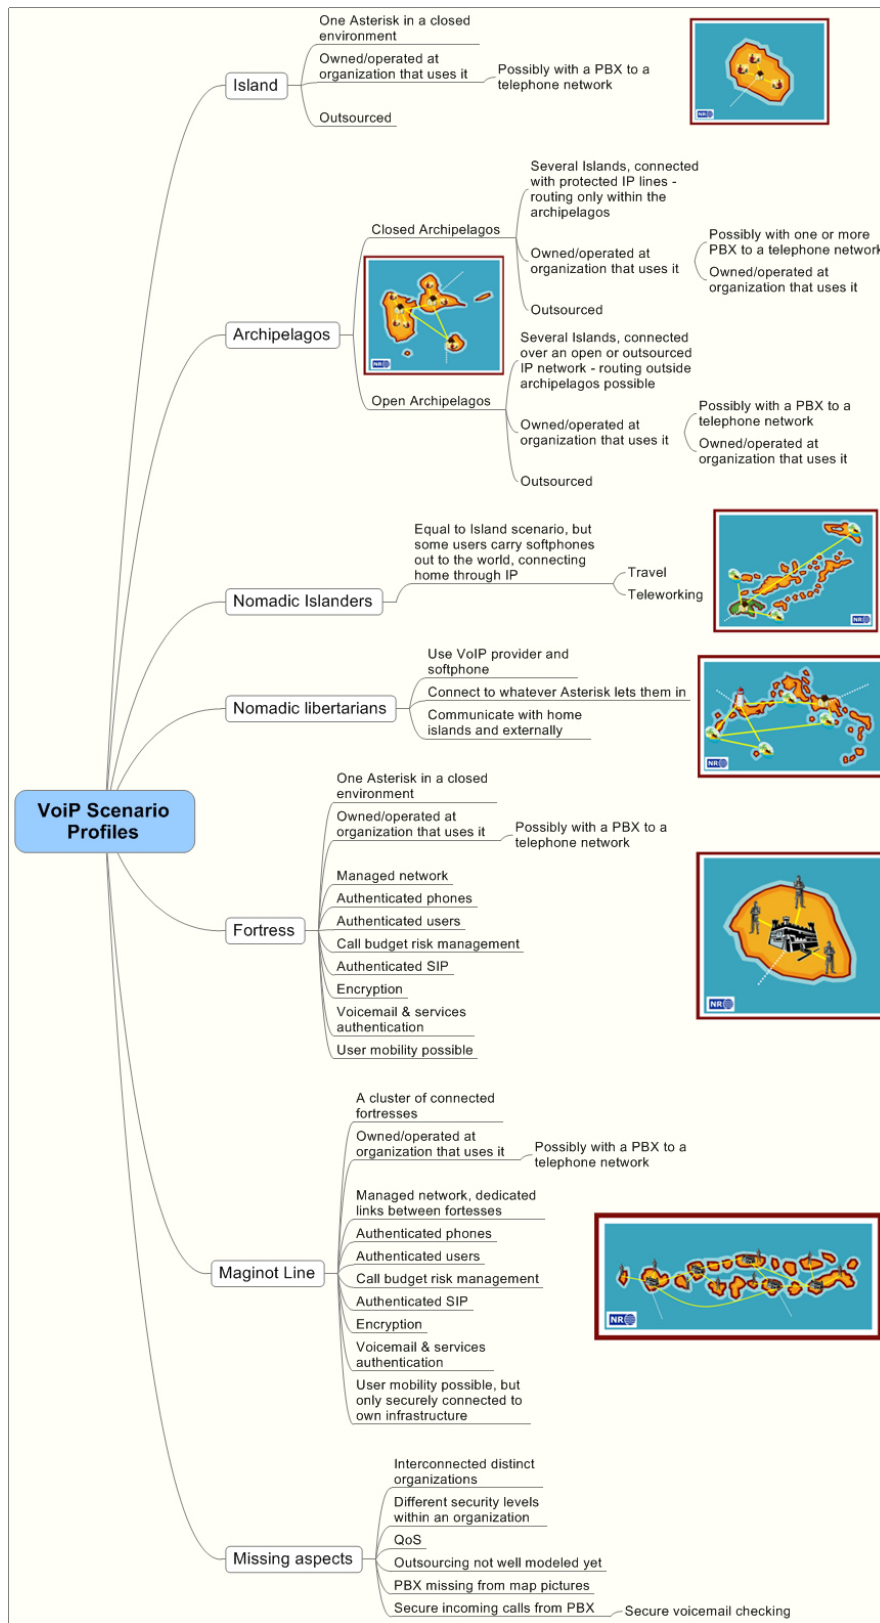 One Asterisk in a closed
environment
Owned/operated at
organization that uses it
Possibly with a PBX to a
telephone network
Island
Outsourced
NR
Several Islands, connected
with protected IP lines -
routing only within the
archipelagos
Closed Archipelagos
Possibly with one or more
PBX to a telephone network
Owned/operated at
organization that uses it
Owned/operated at
organization that uses it
Outsourced
NR
Archipelagos
Several Islands, connected
over an open or outsourced
IP network - routing outside
archipelagos possible
Open Archipelagos
Possibly with a PBX to a
telephone network
Owned/operated at
organization that uses it
Owned/operated at
organization that uses it
Outsourced
Equal to Island scenario, but
some users carry softphones
out to the world, connecting
home through IP
Nomadic Islanders
Travel
Teleworking
NR
Use VoIP provider and
softphone
Nomadic libertarians
Connect to whatever Asterisk lets them in
Communicate with home
islands and externally
NR
VoiP Scenario
Profiles
One Asterisk in a closed
environment
Owned/operated at
organization that uses it
Possibly with a PBX to a
telephone network
Managed network
Authenticated phones
Authenticated users
Fortress
Call budget risk management
Authenticated SIP
Encryption
Voicemail & services
authentication
User mobility possible
NR
A cluster of connected
fortresses
Owned/operated at
organization that uses it
Possibly with a PBX to a
telephone network
Managed network, dedicated
links between fortesses
Authenticated phones
Authenticated users
Maginot Line
Call budget risk management
Authenticated SIP
Encryption
Voicemail & services
authentication
User mobility possible, but
only securely connected to
own infrastructure
NR
Interconnected distinct
organizations
Different security levels
within an organization
QoS
Missing aspects
Outsourcing not well modeled yet
PBX missing from map pictures
Secure incoming calls from PBX
Secure voicemail checking